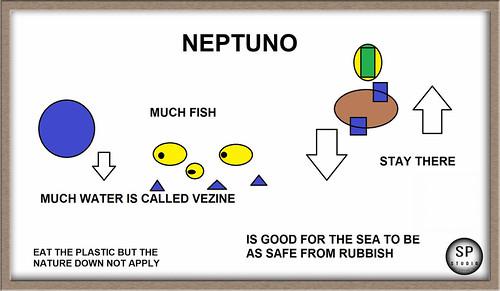 NEPTUNO
MUCH FISH
STAY THERE
MUCH WATER IS CALLED VEZINE
IS GOOD FOR THE SEA TO BE
AS SAFE FROM RUBBISH
EAT THE PLASTIC BUT THE
NATURE DOWN NOT APPLY
SP
STUDIO